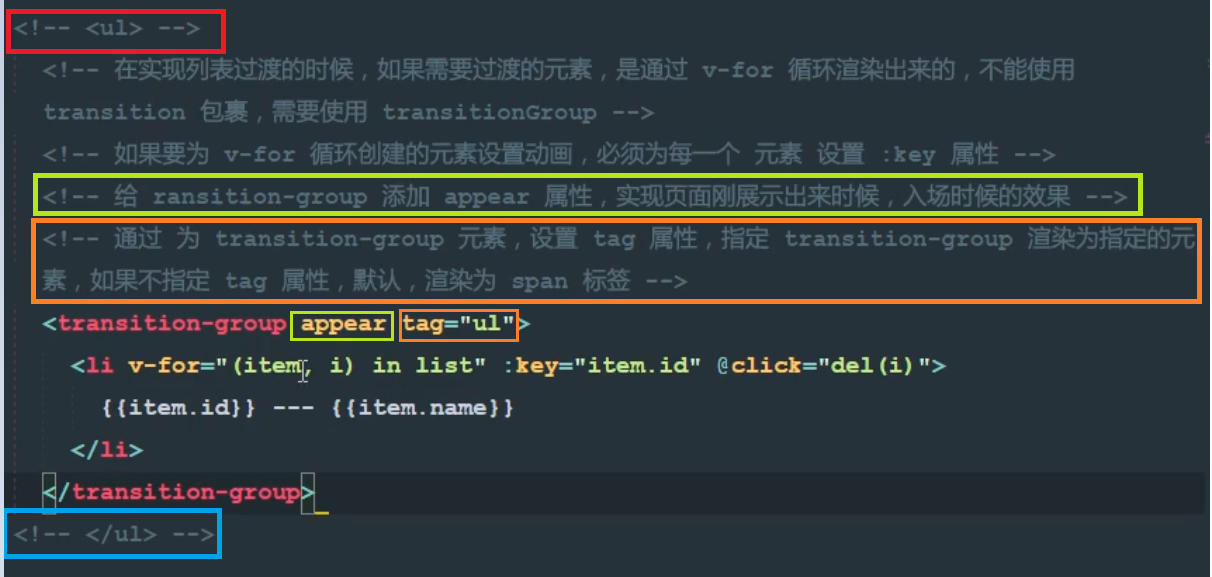 <!-- <ul> -->
<!-- 在实现列表过渡的时候，如果需要过渡的元素，是通过 v-for 循环渲染出来的，不能使用
transition 包裹，需要使用 transitionGroup -->
<!-- 如果要为 v-for 循环创建的元素设置动画，必须为每一个 元素 设置 :key 属性 -->
<!-- 给 ransition-group 添加 appear 属性，实现页面刚展示出来时候，入场时候的效果 -->
<!-- 通过 为 transition-group 元素，设置 tag 属性，指定 transition-group 渲染为指定的元
素，如果不指定 tag 属性，默认，渲染为 span 标签 -->
<transition-group appear tag="ul">
<li v-for="(item, i) in list" :key="item.id" @click="del(i)">
{{item.id}} --- {{item.name}}
</li>
</transition-group>
<!-- </ul> -->